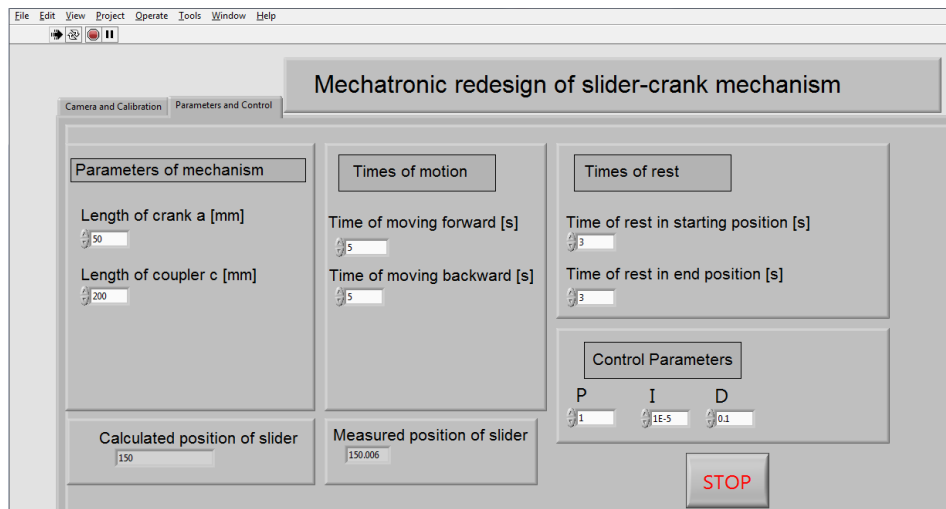 File Edit View Project Operate Tools Window Help
Mechatronic redesign of slider-crank mechanism
Camera and Calibration Parameters and Control
Parameters of mechanism
Length of crank a [mm]
50
Length of coupler c [mm]
200
Times of motion
Time of moving forward [s]
5
Time of moving backward [s]
5
Times of rest
Time of rest in starting position [s]
3
Time of rest in end position [s]
3
Control Parameters
P I D
1 1E-5 0.1
Calculated position of slider
150
Measured position of slider
150.006
STOP